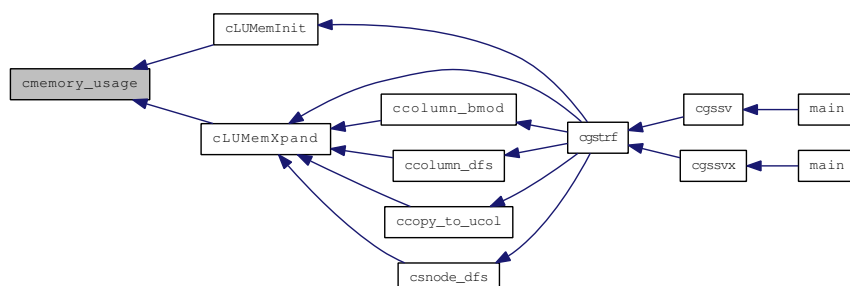 cmemory_usage
cLUMemInit
cLUMemXpand
ccolumn_bmod
ccolumn_dfs
ccopy_to_ucol
csnode_dfs
cgstrf
cgssv
main
cgssvx
main